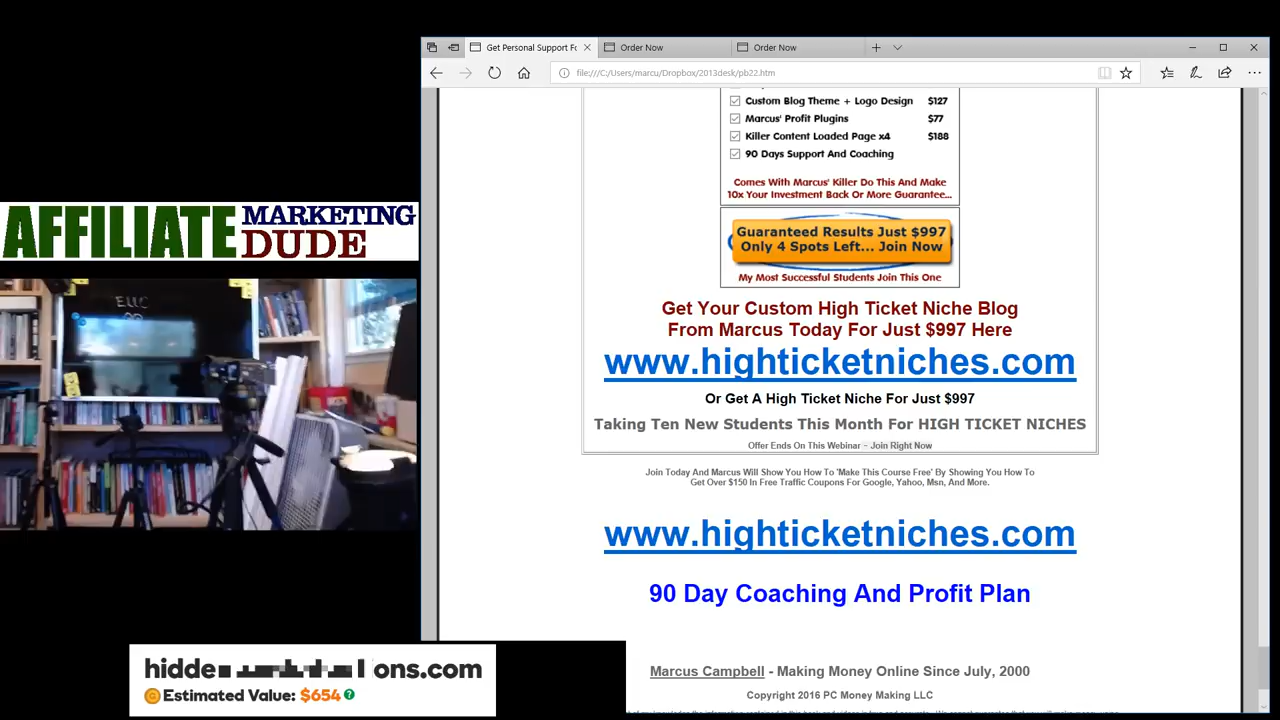 Get Personal Support Fo
Order Now
Order Now
file:///C:/Users/marcu/Dropbox/2013desk/pb22.htm
Custom Blog Theme + Logo Design $127
Marcus' Profit Plugins $77
Killer Content Loaded Page x4 $188
90 Days Support And Coaching
Comes With Marcus' Killer Do This And Make
10x Your Investment Back Or More Guarantee...
Guaranteed Results Just $997
Only 4 Spots Left... Join Now
My Most Successful Students Join This One
Get Your Custom High Ticket Niche Blog
From Marcus Today For Just $997 Here
www.highticketniches.com
Or Get A High Ticket Niche For Just $997
Taking Ten New Students This Month For HIGH TICKET NICHES
Offer Ends On This Webinar - Join Right Now
Join Today And Marcus Will Show You How To 'Make This Course Free' By Showing You How To
Get Over $150 In Free Traffic Coupons For Google, Yahoo, Msn, And More.
www.highticketniches.com
90 Day Coaching And Profit Plan
Marcus Campbell - Making Money Online Since July, 2000
Copyright 2016 PC Money Making LLC
AFFILIATE MARKETING
DUDE
hidde ons.com
Estimated Value: $654